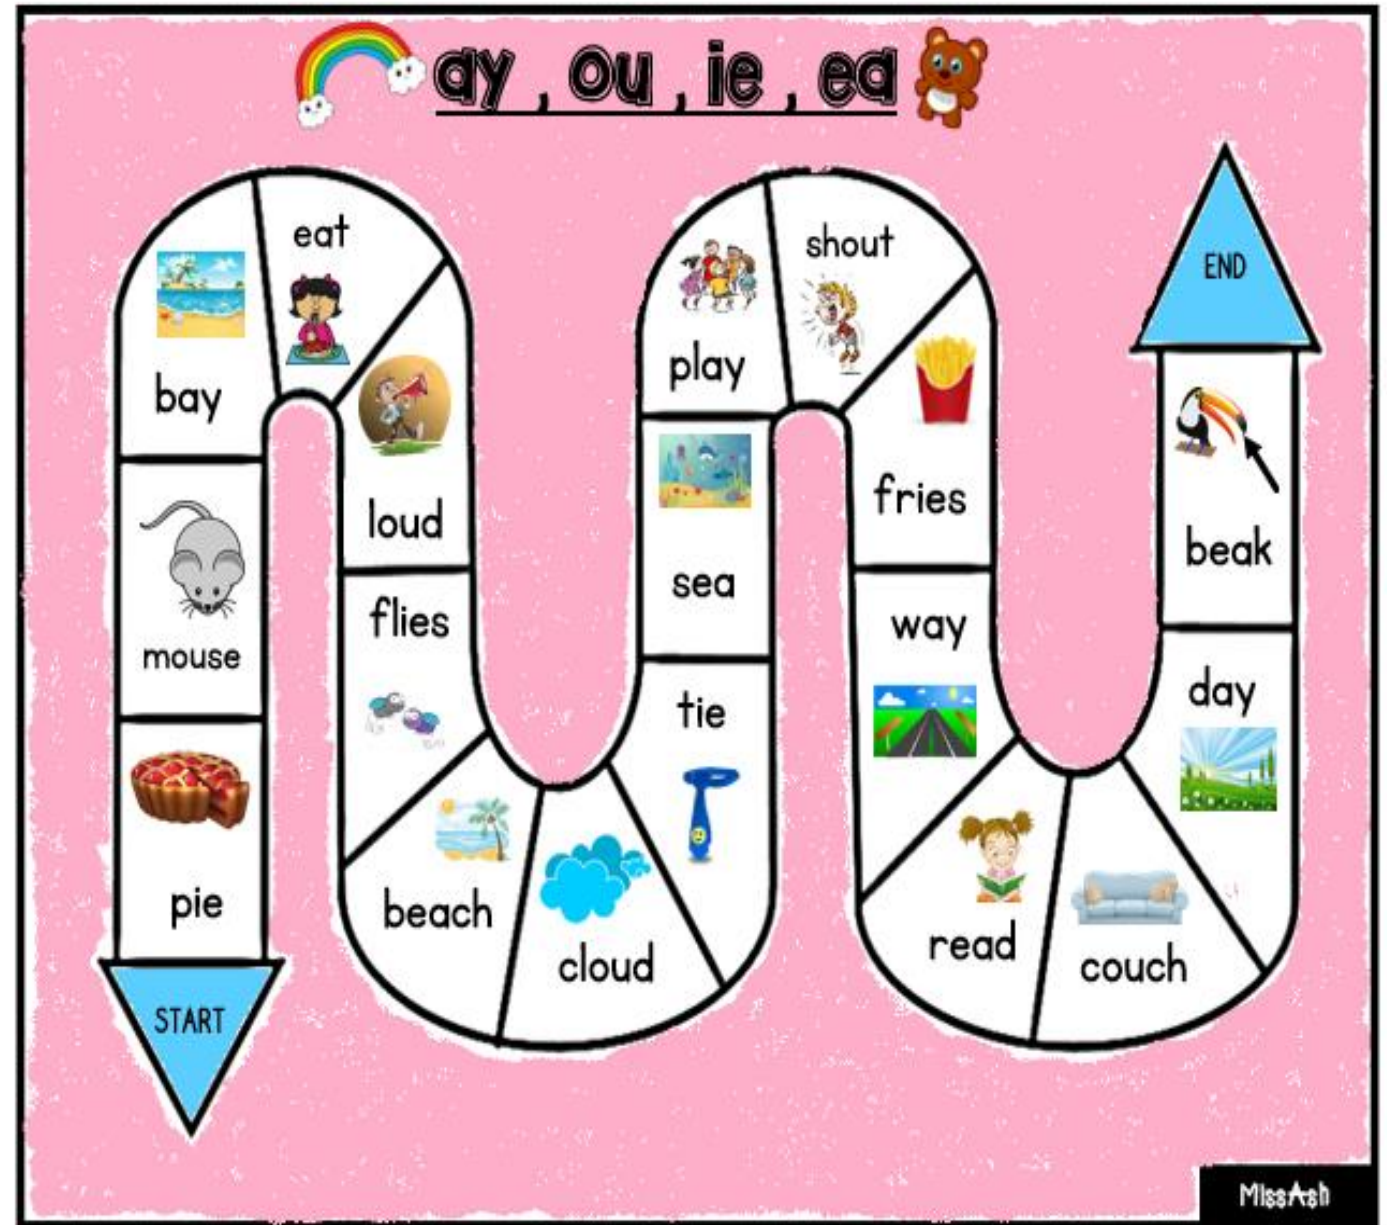 ay , ou , ie , ea
START
pie
mouse
bay
eat
loud
flies
beach
cloud
tie
sea
play
shout
fries
way
read
couch
day
beak
END
MissAsh